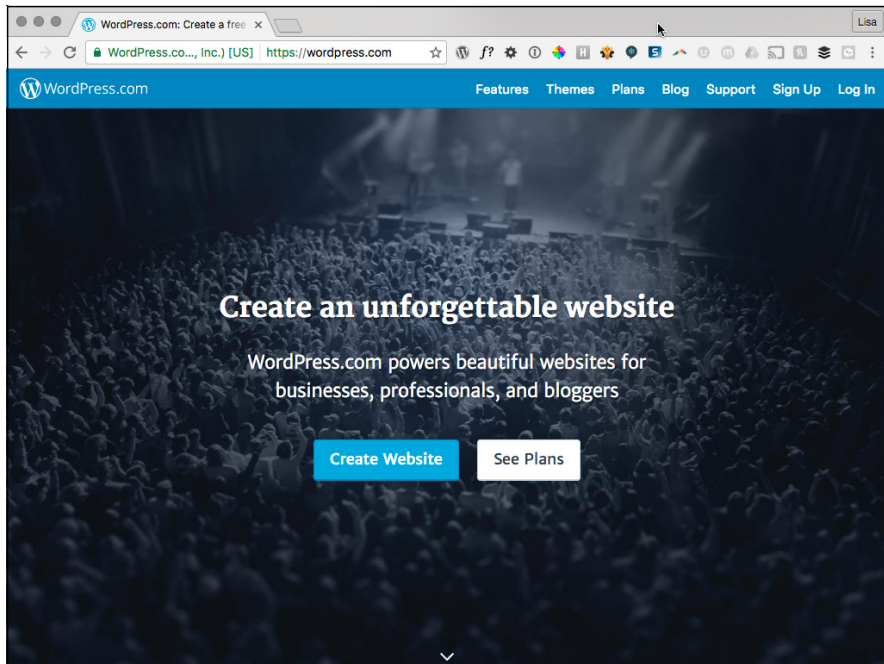 WordPress.com: Create a free
Lisa
WordPress.co..., Inc.) [US] https://wordpress.com
f?
WordPress.com
Features Themes Plans Blog Support Sign Up Log In
Create an unforgettable website
WordPress.com powers beautiful websites for
businesses, professionals, and bloggers
Create Website See Plans